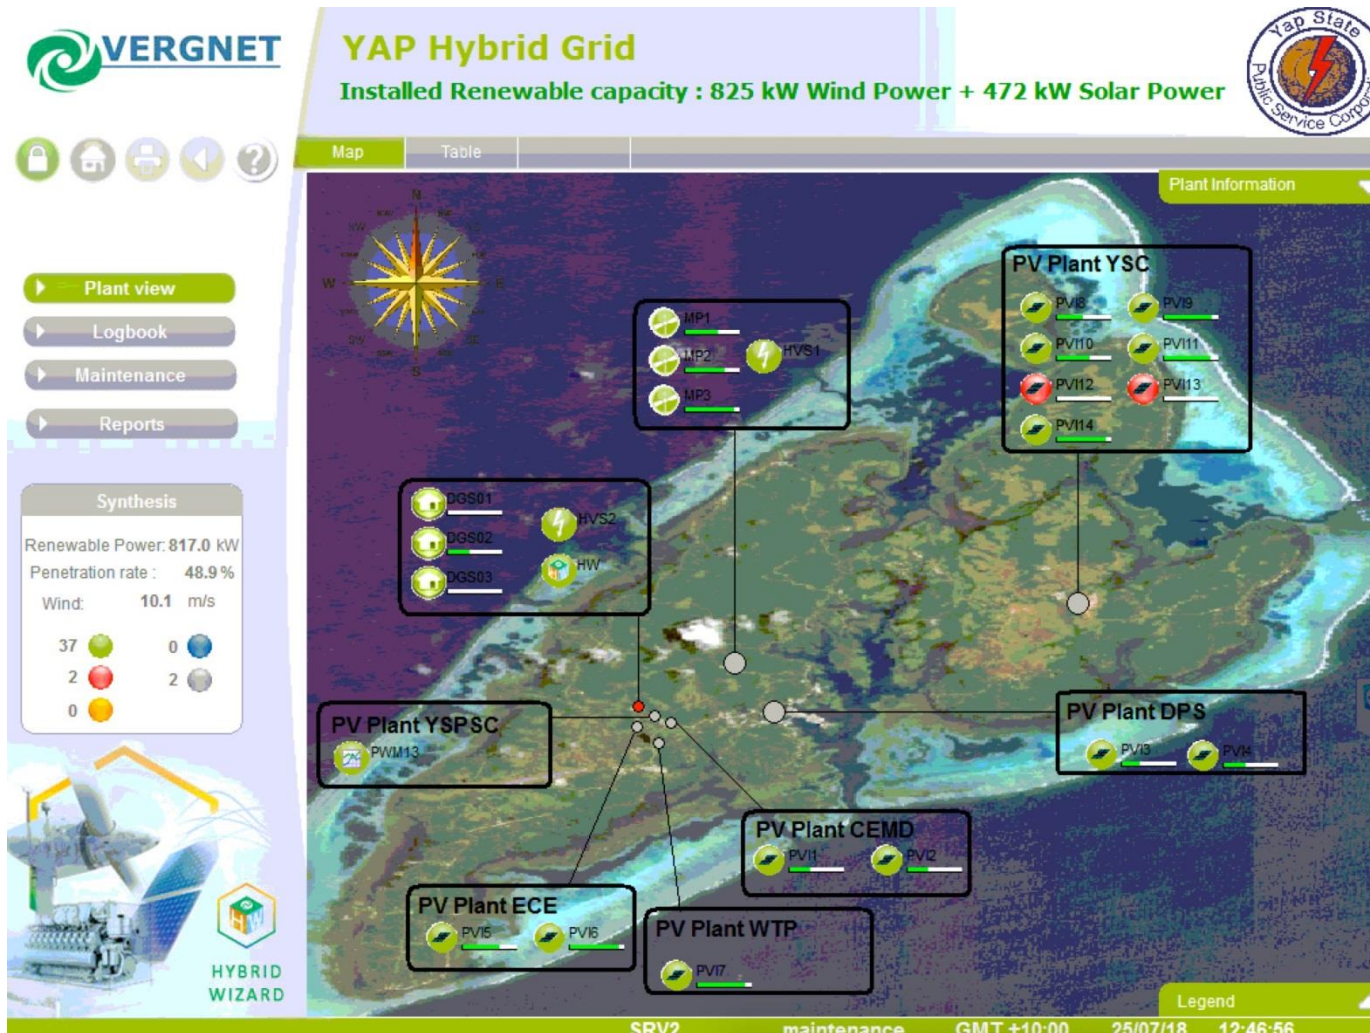 VERGNET
YAP Hybrid Grid
Installed Renewable capacity : 825 kW Wind Power + 472 kW Solar Power
Yap State
Public Service Corpor
Map
Table
Plant Information
Plant view
Logbook
Maintenance
Reports
Synthesis
Renewable Power: 817.0 kW
Penetration rate : 48.9 %
Wind: 10.1 m/s
37 0
2 2
0
HYBRID
WIZARD
N
W E
S
MP1
MP2 HVS1
MP3
PV Plant YSC
PVI8 PVI9
PVI10 PVI11
PVI12 PVI13
PVI14
DGS01
HVS2
DGS02
HW
DGS03
PV Plant YSPSC
PWM13
PV Plant DPS
PVI3 PVI4
PV Plant CEMD
PVI1 PVI2
PV Plant ECE
PVI5 PVI6
PV Plant WTP
PVI7
Legend
SRV2 maintenance GMT +10:00 25/07/18 12:46:56